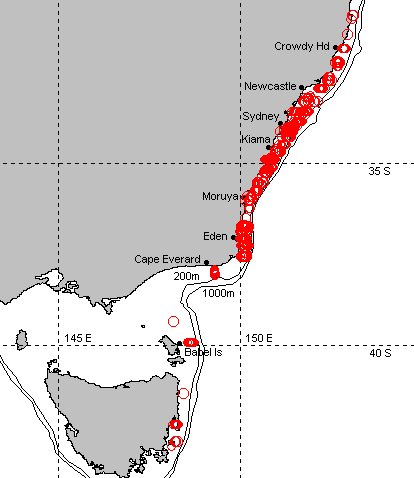 Crowdy Hd
Newcastle
Sydney
Kiama
35 S
Moruya
Eden
Cape Everard
200m
1000m
145 E
150 E
Babel Is
40 S